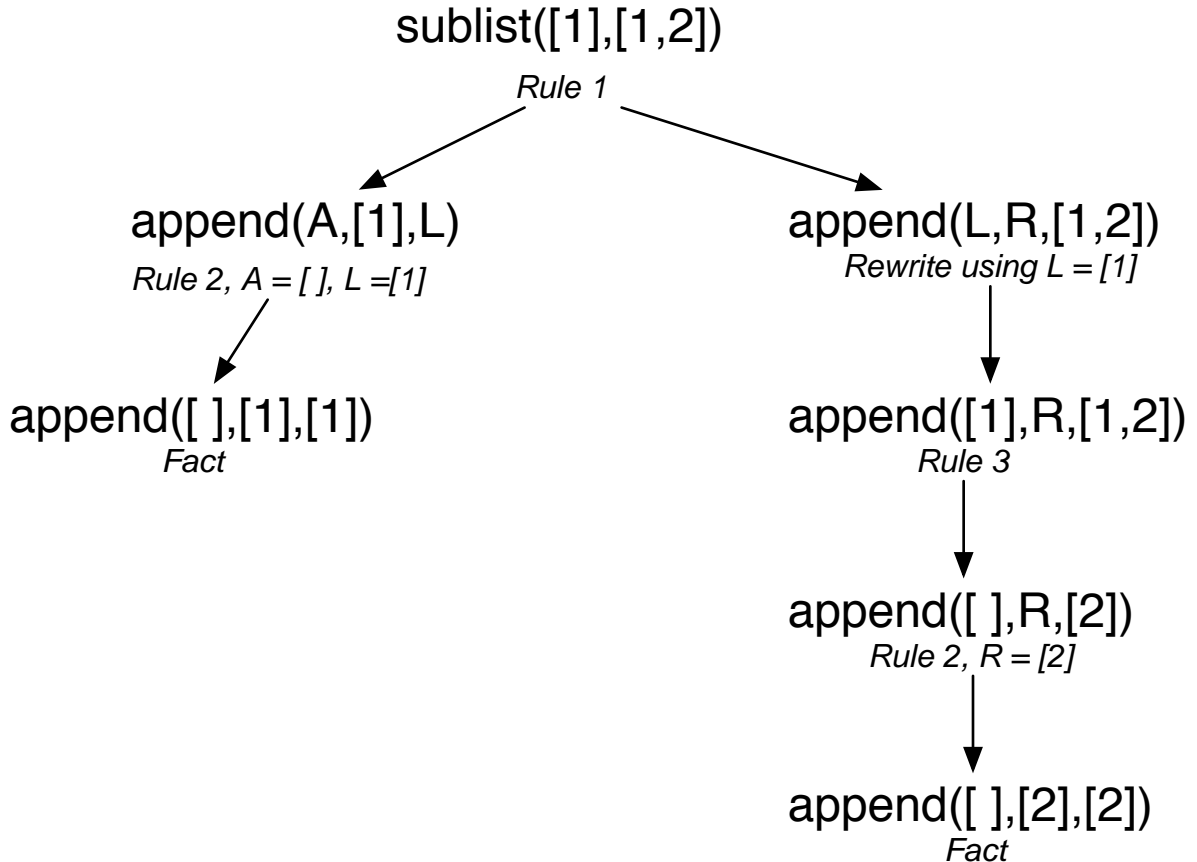 sublist([1],[1,2])
Rule 1
append(A,[1],L)
Rule 2, A = [ ], L =[1]
append([ ],[1],[1])
Fact
append(L,R,[1,2])
Rewrite using L = [1]
append([1],R,[1,2])
Rule 3
append([ ],R,[2])
Rule 2, R = [2]
append([ ],[2],[2])
Fact